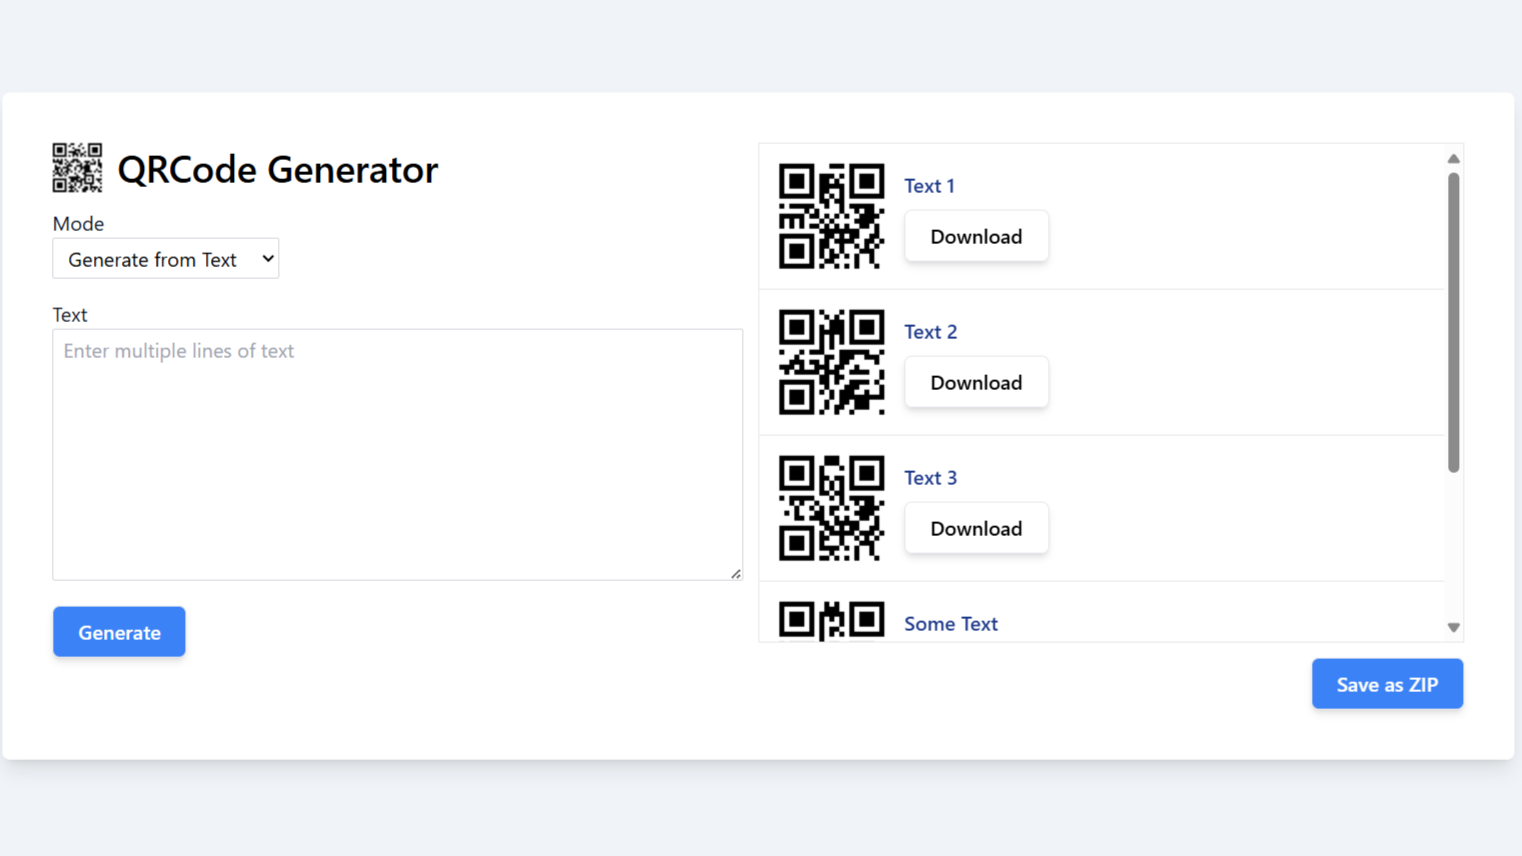 QRCode Generator
Mode
Generate from Text
Text
Enter multiple lines of text
Generate
Text 1
Download
Text 2
Download
Text 3
Download
Some Text
Save as ZIP